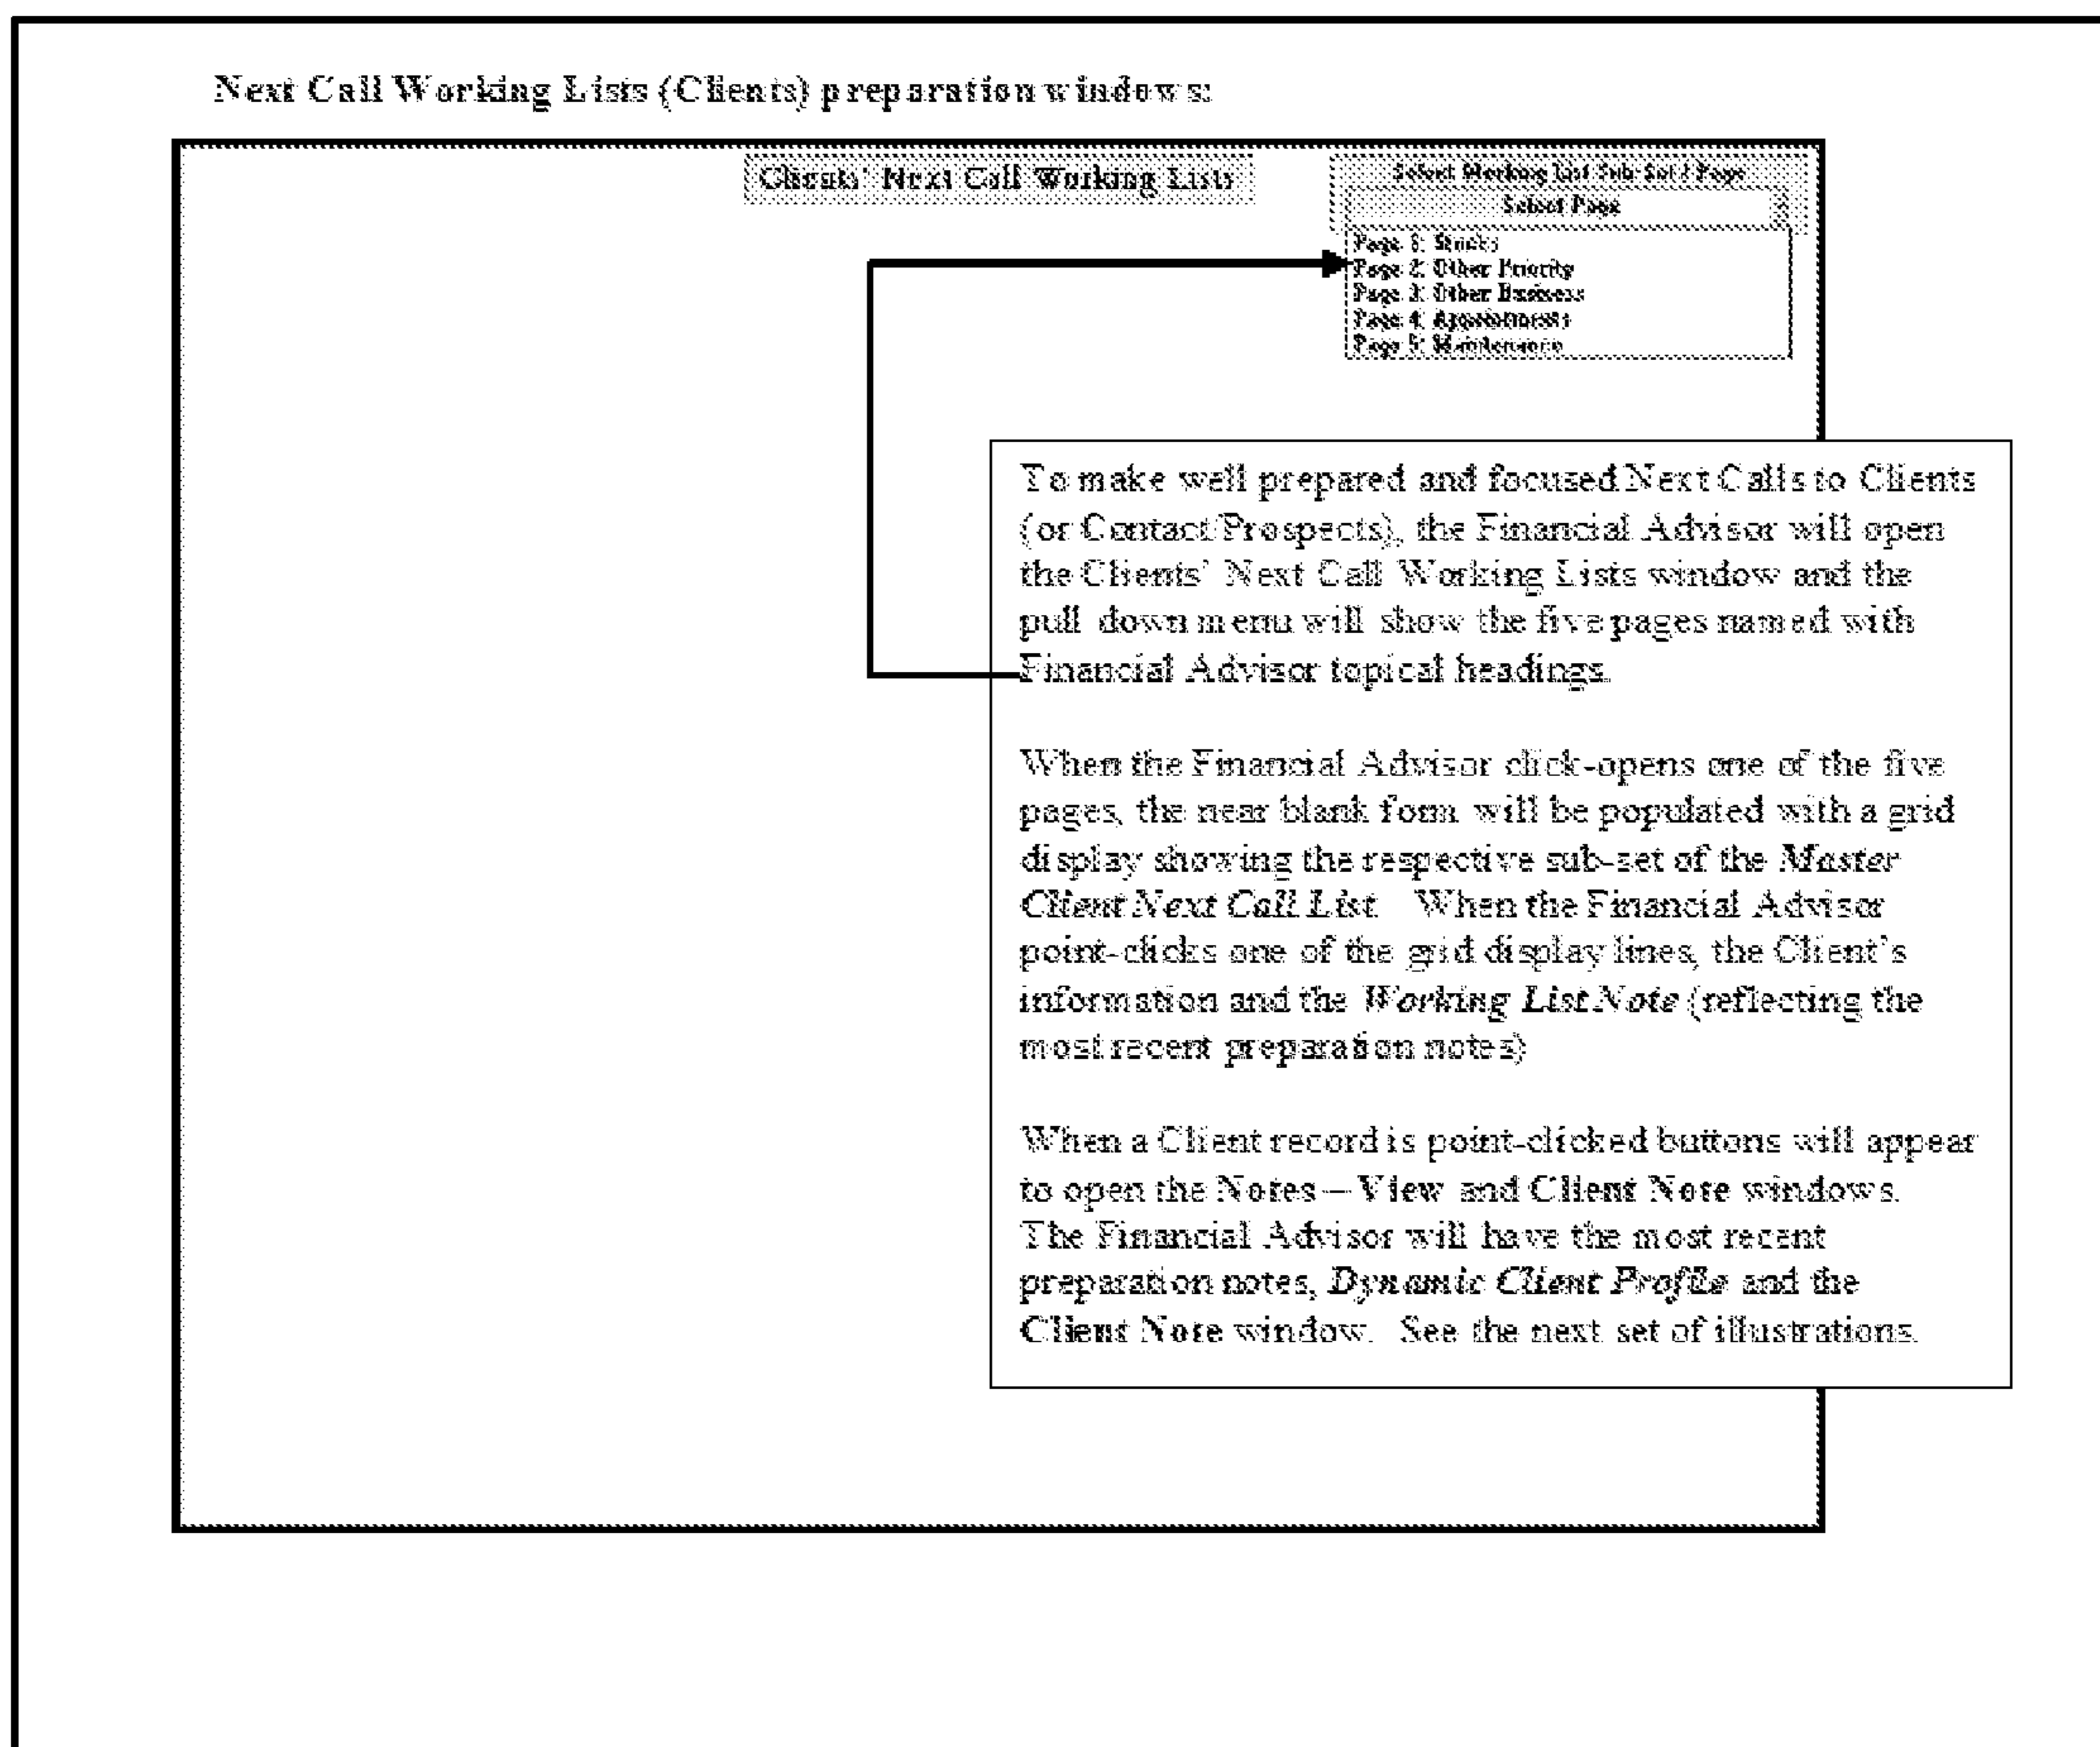 Next Call Working Lists (Clients) preparation windows:
Clients' Next Call Working Lists
Select Working List Sub-Set / Page
Select Page
Page 1: Stocks
Page 2: Other Priority
Page 3: Other Business
Page 4: Appointments
Page 5: Maintenance
To make well prepared and focused Next Calls to Clients
(or Contact/Prospects), the Financial Advisor will open
the Clients' Next Call Working Lists window and the
pull down menu will show the five pages named with
Financial Advisor topical headings.
When the Financial Advisor click-opens one of the five
pages, the near blank form will be populated with a grid
display showing the respective sub-set of the Master
Client Next Call List. When the Financial Advisor
point-clicks one of the grid display lines, the Client's
information and the Working List Note (reflecting the
most recent preparation notes)
When a Client record is point-clicked buttons will appear
to open the Notes – View and Client Note windows.
The Financial Advisor will have the most recent
preparation notes, Dynamic Client Profile and the
Client Note window. See the next set of illustrations.